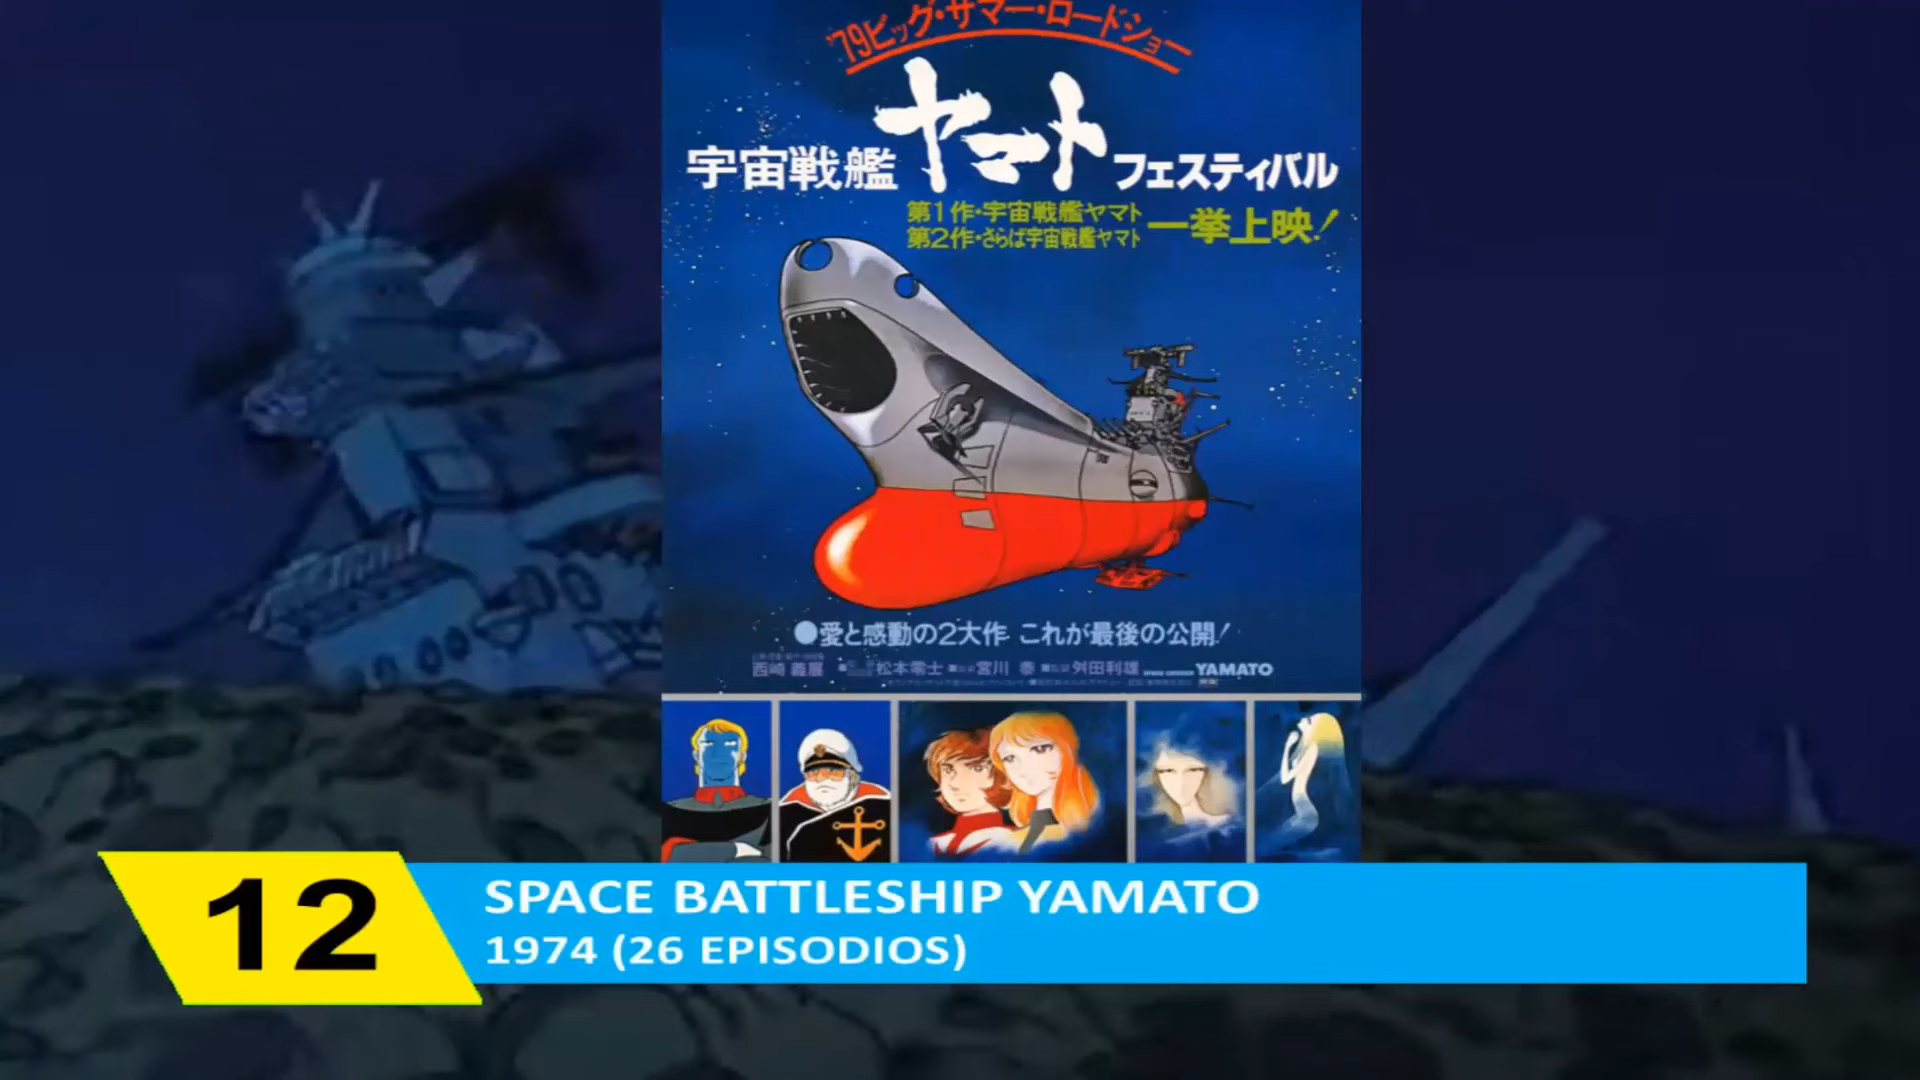 '79ビッグ・サマー・ロードショー
宇宙戦艦ヤマトフェスティバル
第1作・宇宙戦艦ヤマト
第2作・さらば宇宙戦艦ヤマト
一挙上映!
●愛と感動の2大作 これが最後の公開!
西崎義展 松本零士 宮川 泰 舛田利雄 YAMATO
12
SPACE BATTLESHIP YAMATO
1974 (26 EPISODIOS)